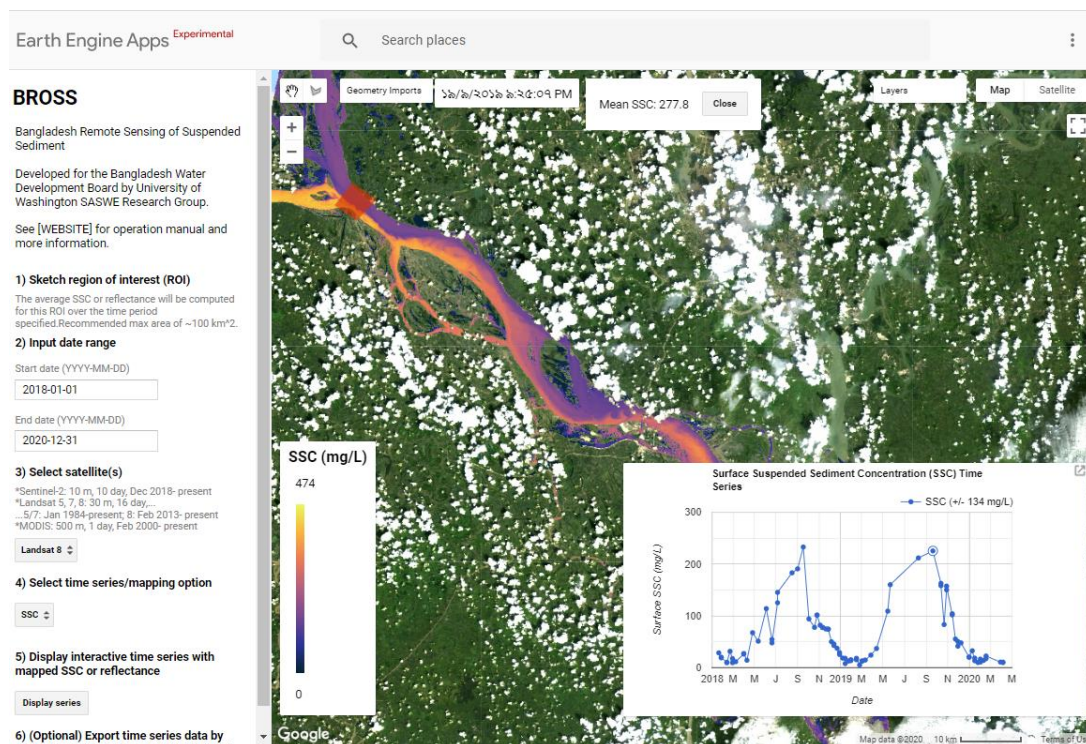 Earth Engine Apps Experimental
Search places
BROSS
Bangladesh Remote Sensing of Suspended
Sediment
Developed for the Bangladesh Water
Development Board by University of
Washington SASWE Research Group.
See [WEBSITE] for operation manual and
more information.
1) Sketch region of interest (ROI)
The average SSC or reflectance will be computed
for this ROI over the time period
specified.Recommended max area of ~100 km^2.
2) Input date range
Start date (YYYY-MM-DD)
2018-01-01
End date (YYYY-MM-DD)
2020-12-31
3) Select satellite(s)
*Sentinel-2: 10 m, 10 day, Dec 2018- present
*Landsat 5, 7, 8: 30 m, 16 day,...
...5/7: Jan 1984-present; 8: Feb 2013- present
*MODIS: 500 m, 1 day, Feb 2000- present
Landsat 8
4) Select time series/mapping option
SSC
5) Display interactive time series with
mapped SSC or reflectance
Display series
6) (Optional) Export time series data by
+
−
Geometry Imports
PM
Mean SSC: 277.8
Close
Layers
Map
Satellite
SSC (mg/L)
474
0
Google
Surface Suspended Sediment Concentration (SSC) Time
Series
SSC (+/- 134 mg/L)
Surface SSC (mg/L)
300
200
100
0
2018 M M J S N 2019 M M J S N 2020 M M
Date
Map data ©2020 10 km Terms of Us